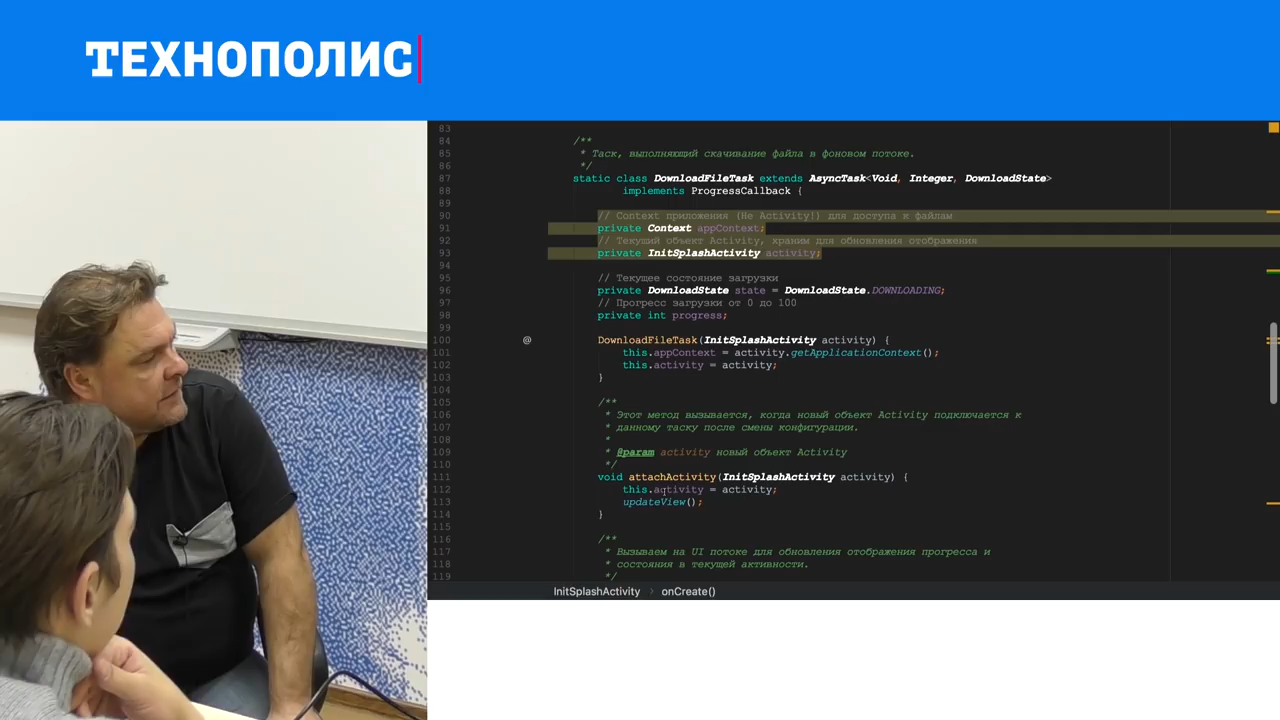 ТЕХНОПОЛИС
83
84 /**
85 * Таск, выполняющий скачивание файла в фоновом потоке.
86 */
87 static class DownloadFileTask extends AsyncTask<Void, Integer, DownloadState>
88 implements ProgressCallback {
89
90 // Context приложения (Не Activity!) для доступа к файлам
91 private Context appContext;
92 // Текущий объект Activity, храним для обновления отображения
93 private InitSplashActivity activity;
94
95 // Текущее состояние загрузки
96 private DownloadState state = DownloadState.DOWNLOADING;
97 // Прогресс загрузки от 0 до 100
98 private int progress;
99
100 @ DownloadFileTask(InitSplashActivity activity) {
101 this.appContext = activity.getApplicationContext();
102 this.activity = activity;
103 }
104
105 /**
106 * Этот метод вызывается, когда новый объект Activity подключается к
107 * данному таску после смены конфигурации.
108 *
109 * @param activity новый объект Activity
110 */
111 void attachActivity(InitSplashActivity activity) {
112 this.activity = activity;
113 updateView();
114 }
115
116 /**
117 * Вызываем на UI потоке для обновления отображения прогресса и
118 * состояния в текущей активности.
119 */
InitSplashActivity › onCreate()